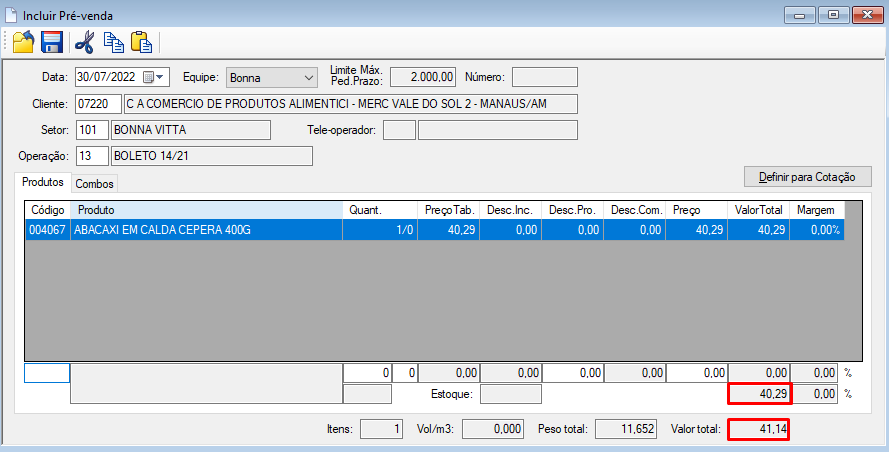 Incluir Pré-venda
Data: 30/07/2022 Equipe: Bonna Limite Máx. Ped.Prazo: 2.000,00 Número:
Cliente: 07220 C A COMERCIO DE PRODUTOS ALIMENTICI - MERC VALE DO SOL 2 - MANAUS/AM
Setor: 101 BONNA VITTA Tele-operador:
Operação: 13 BOLETO 14/21
Definir para Cotação
Produtos Combos
Código Produto Quant. Preço Tab. Desc.Inc. Desc.Pro. Desc.Com. Preço ValorTotal Margem
004067 ABACAXI EM CALDA CEPERA 400G 1/0 40,29 0,00 0,00 0,00 40,29 40,29 0,00%
0 0 0,00 0,00 0,00 0,00 0,00 0,00 0,00 %
Estoque: 40,29 0,00 %
Itens: 1 Vol/m3: 0,000 Peso total: 11,652 Valor total: 41,14